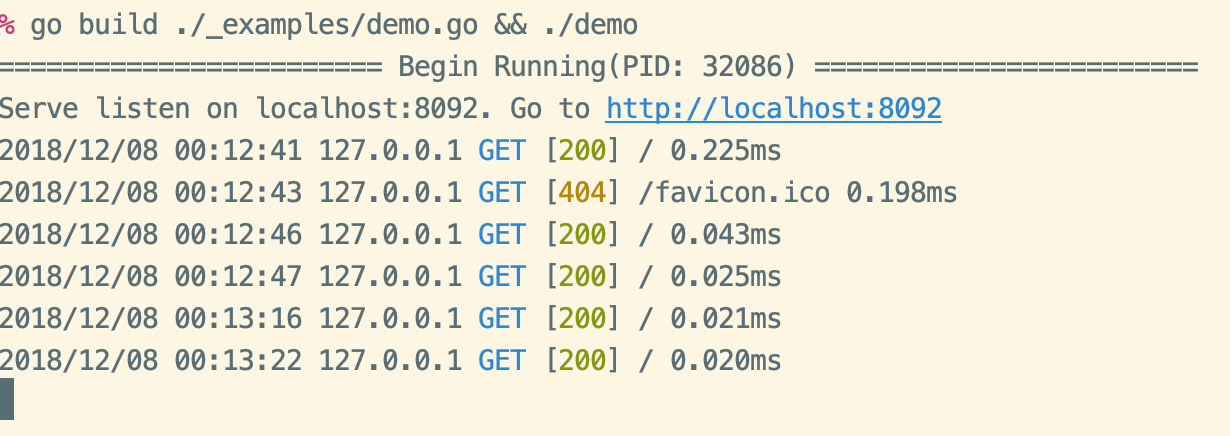 % go build ./_examples/demo.go && ./demo
======================== Begin Running(PID: 32086) ========================
Serve listen on localhost:8092. Go to http://localhost:8092
2018/12/08 00:12:41 127.0.0.1 GET [200] / 0.225ms
2018/12/08 00:12:43 127.0.0.1 GET [404] /favicon.ico 0.198ms
2018/12/08 00:12:46 127.0.0.1 GET [200] / 0.043ms
2018/12/08 00:12:47 127.0.0.1 GET [200] / 0.025ms
2018/12/08 00:13:16 127.0.0.1 GET [200] / 0.021ms
2018/12/08 00:13:22 127.0.0.1 GET [200] / 0.020ms